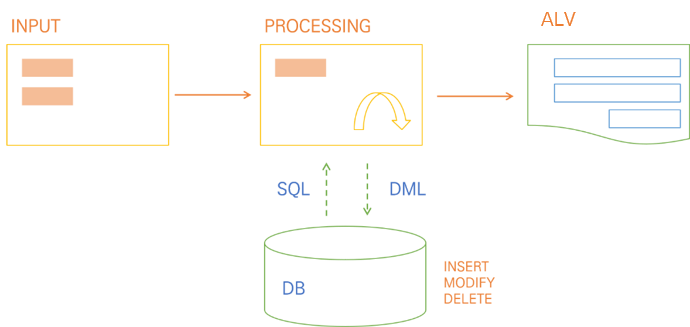 INPUT
PROCESSING
ALV
SQL
DML
DB
INSERT
MODIFY
DELETE